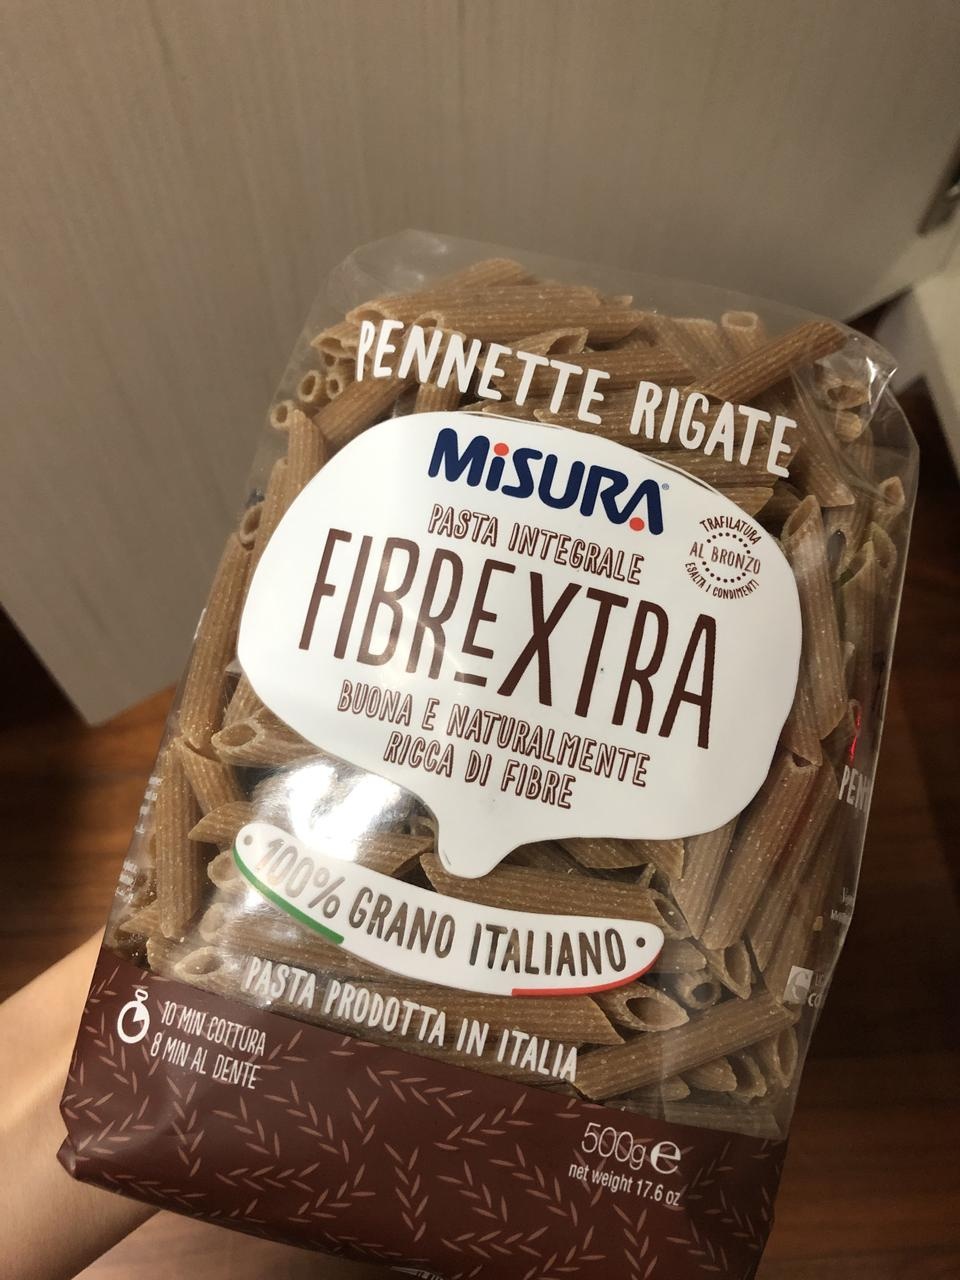 PENNETTE RIGATE
MiSURA
PASTA INTEGRALE
FIBREXTRA
BUONA E NATURALMENTE
RICCA DI FIBRE
TRAFILATURA
AL BRONZO
ESALTA I CONDIMENTI
100% GRANO ITALIANO
PASTA PRODOTTA IN ITALIA
10 MIN COTTURA
8 MIN AL DENTE
500g e
net weight 17.6 oz